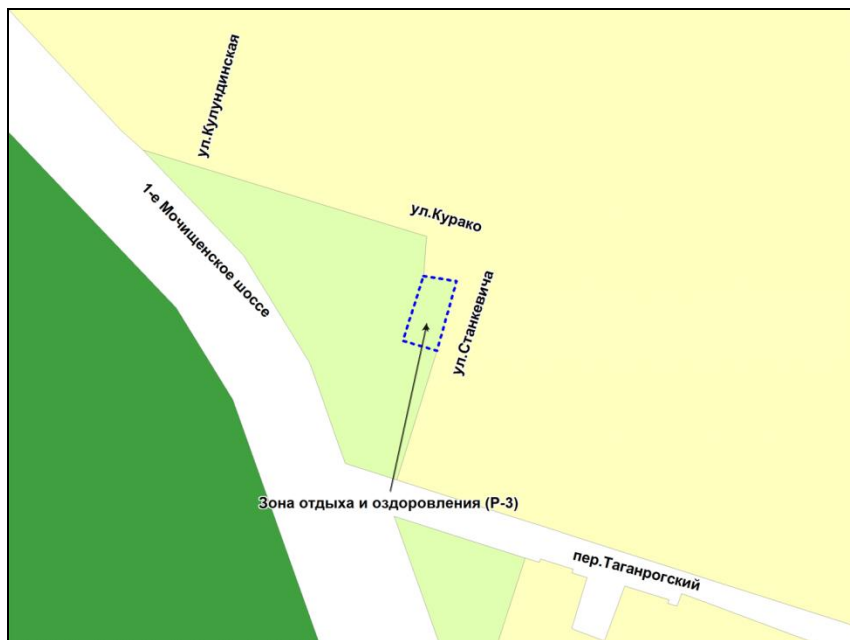 ул.Кулундинская
1-е Мочищенское шоссе
ул.Курако
ул.Станкевича
Зона отдыха и оздоровления (Р-3)
пер.Таганрогский